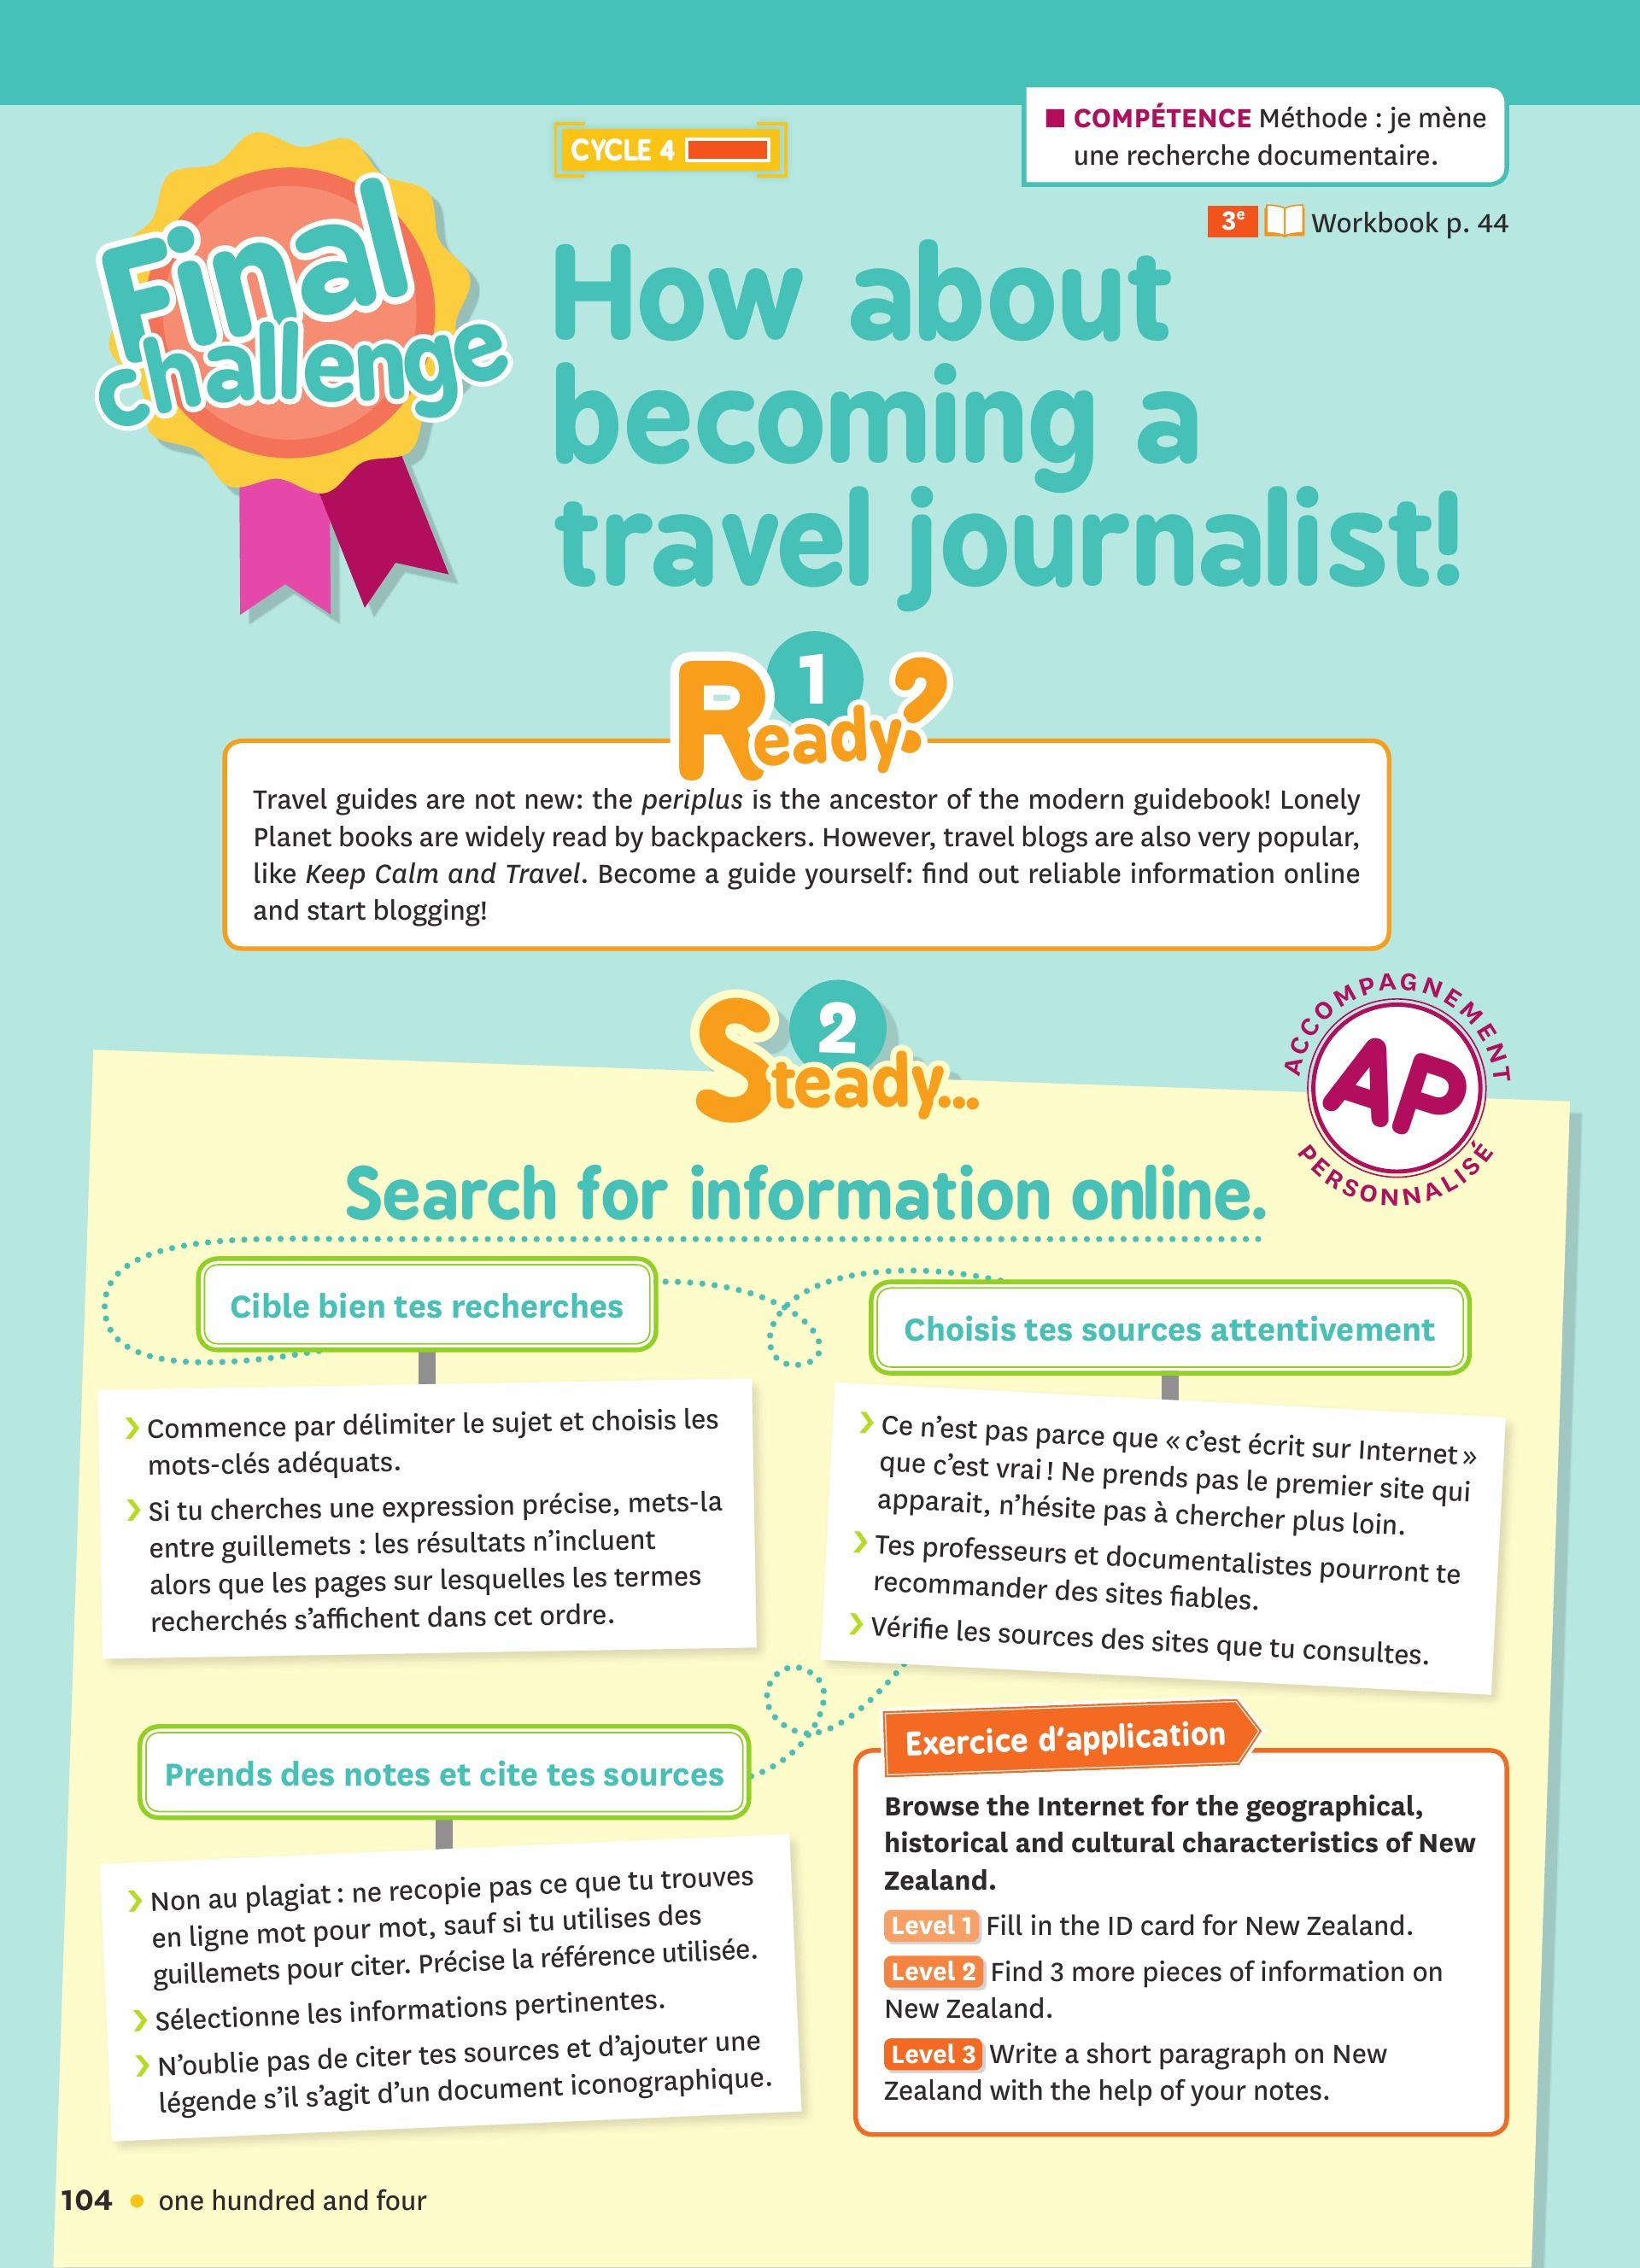 CYCLE 4
COMPÉTENCE Méthode : je mène
une recherche documentaire.
3e Workbook p. 44
Final
challenge
How about
becoming a
travel journalist!
1
Ready?
Travel guides are not new: the periplus is the ancestor of the modern guidebook! Lonely
Planet books are widely read by backpackers. However, travel blogs are also very popular,
like Keep Calm and Travel. Become a guide yourself: find out reliable information online
and start blogging!
2
Steady...
ACCOMPAGNEMENT
AP
PERSONNALISÉ
Search for information online.
Cible bien tes recherches
❯ Commence par délimiter le sujet et choisis les
mots-clés adéquats.
❯ Si tu cherches une expression précise, mets-la
entre guillemets : les résultats n’incluent
alors que les pages sur lesquelles les termes
recherchés s’affichent dans cet ordre.
Choisis tes sources attentivement
❯ Ce n’est pas parce que « c’est écrit sur Internet »
que c’est vrai ! Ne prends pas le premier site qui
apparait, n’hésite pas à chercher plus loin.
❯ Tes professeurs et documentalistes pourront te
recommander des sites fiables.
❯ Vérifie les sources des sites que tu consultes.
Prends des notes et cite tes sources
❯ Non au plagiat : ne recopie pas ce que tu trouves
en ligne mot pour mot, sauf si tu utilises des
guillemets pour citer. Précise la référence utilisée.
❯ Sélectionne les informations pertinentes.
❯ N’oublie pas de citer tes sources et d’ajouter une
légende s’il s’agit d’un document iconographique.
Exercice d’application
Browse the Internet for the geographical,
historical and cultural characteristics of New
Zealand.
Level 1 Fill in the ID card for New Zealand.
Level 2 Find 3 more pieces of information on
New Zealand.
Level 3 Write a short paragraph on New
Zealand with the help of your notes.
104 • one hundred and four